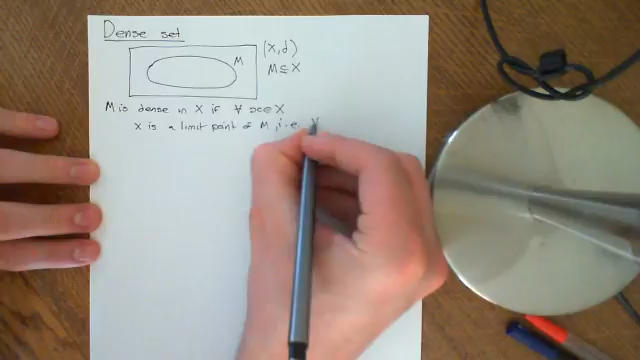 Dense set
(X,d)
M
M ⊆ X
M is dense in X if ∀ x∈X
x is a limit point of M, i.e. ∀